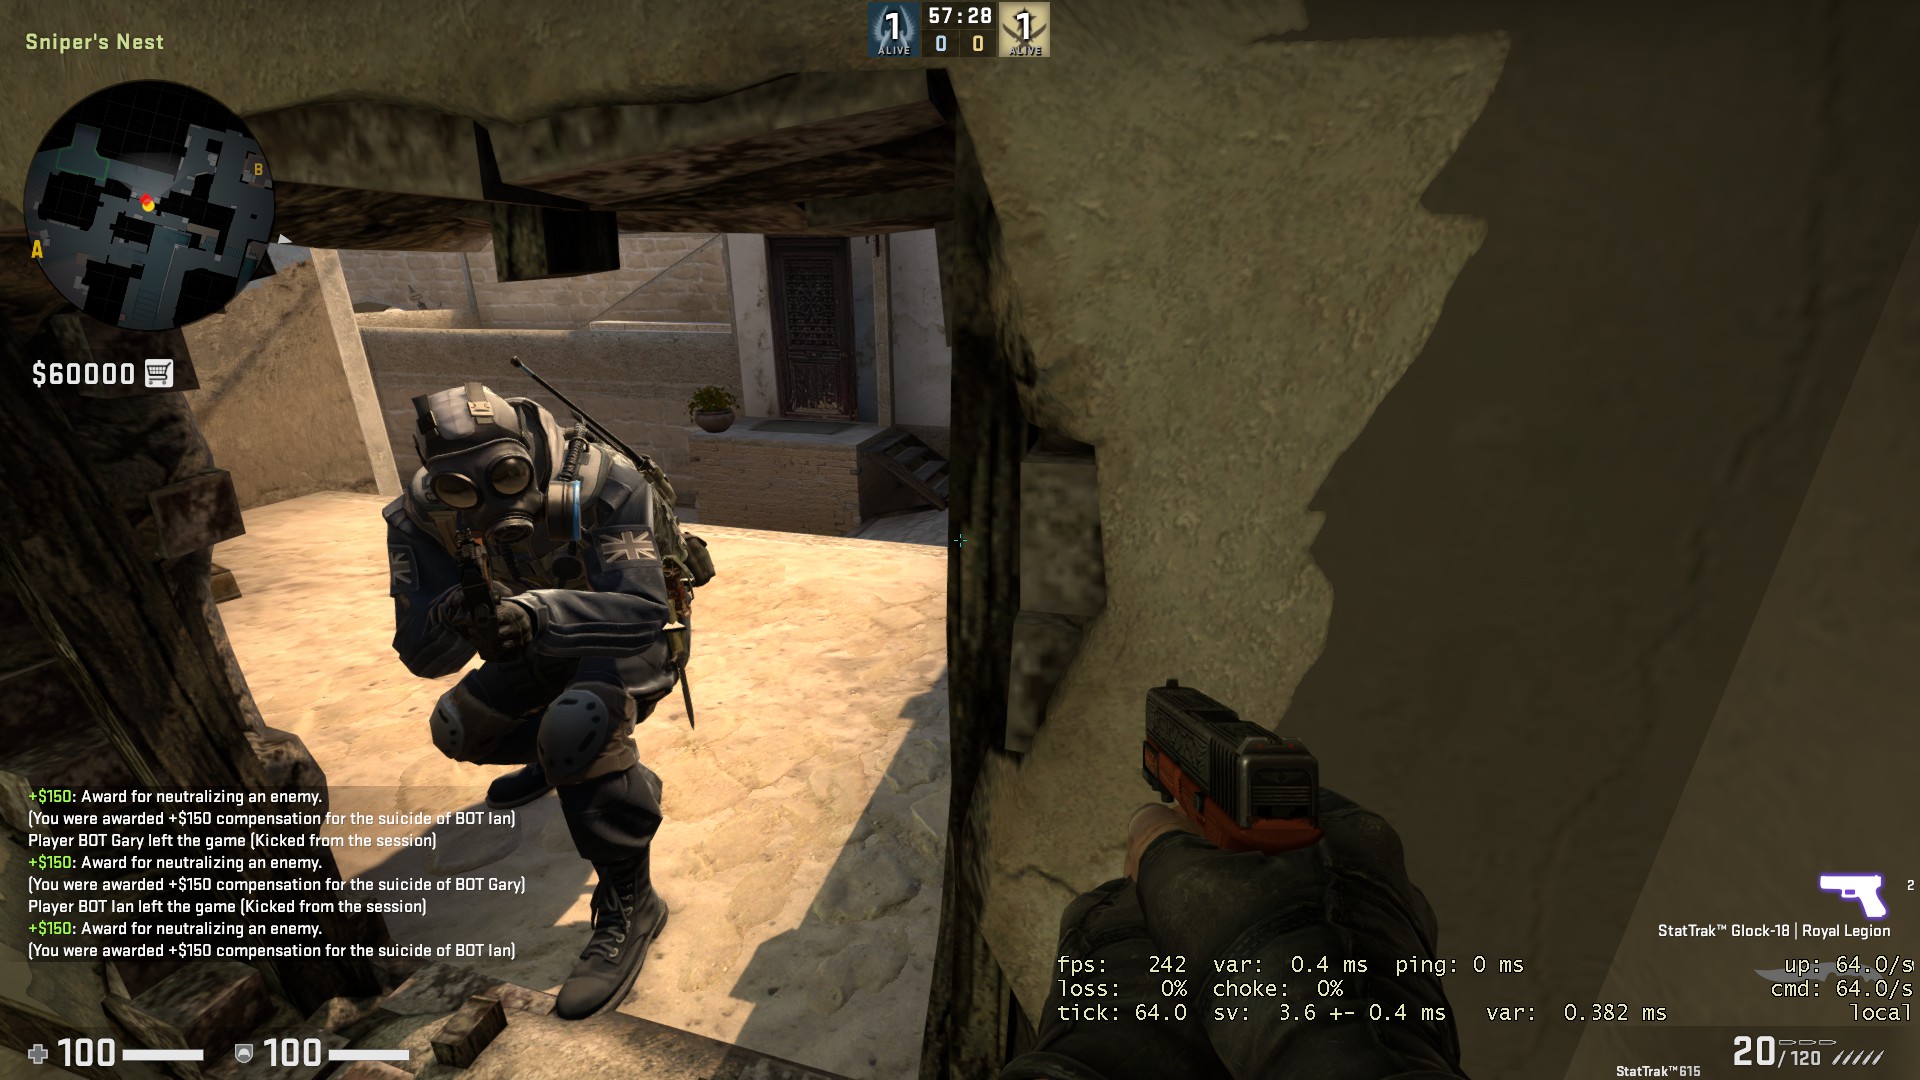 Sniper's Nest
1
ALIVE
57:28
0 0
1
ALIVE
B
A
$60000
+$150: Award for neutralizing an enemy.
(You were awarded +$150 compensation for the suicide of BOT Ian)
Player BOT Gary left the game (Kicked from the session)
+$150: Award for neutralizing an enemy.
(You were awarded +$150 compensation for the suicide of BOT Gary)
Player BOT Ian left the game (Kicked from the session)
+$150: Award for neutralizing an enemy.
(You were awarded +$150 compensation for the suicide of BOT Ian)
2
StatTrak™ Glock-18 | Royal Legion
fps: 242 var: 0.4 ms ping: 0 ms up: 64.0/s
loss: 0% choke: 0% cmd: 64.0/s
tick: 64.0 sv: 3.6 +- 0.4 ms var: 0.382 ms local
100 100
20/120
StatTrak™615